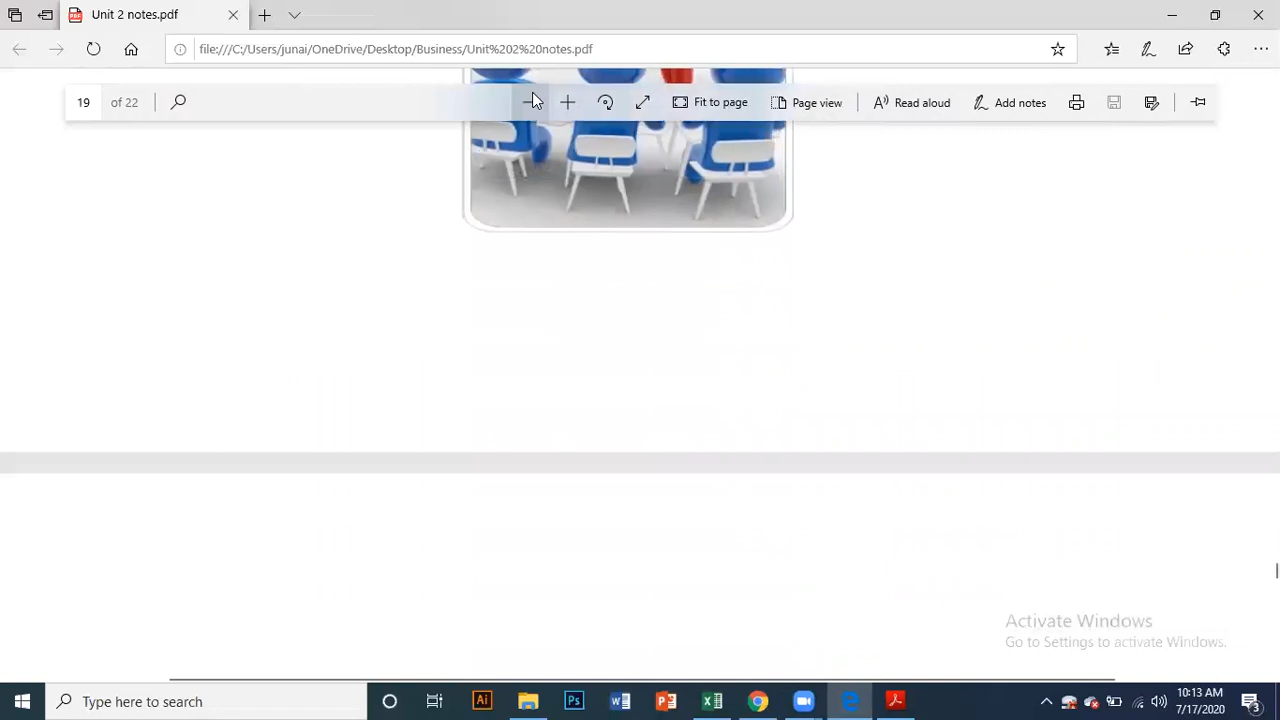 Unit 2 notes.pdf
file:///C:/Users/junai/OneDrive/Desktop/Business/Unit%202%20notes.pdf
19 of 22 Fit to page Page view Read aloud Add notes
Activate Windows
Go to Settings to activate Windows.
Type here to search
10:13 AM
7/17/2020
3